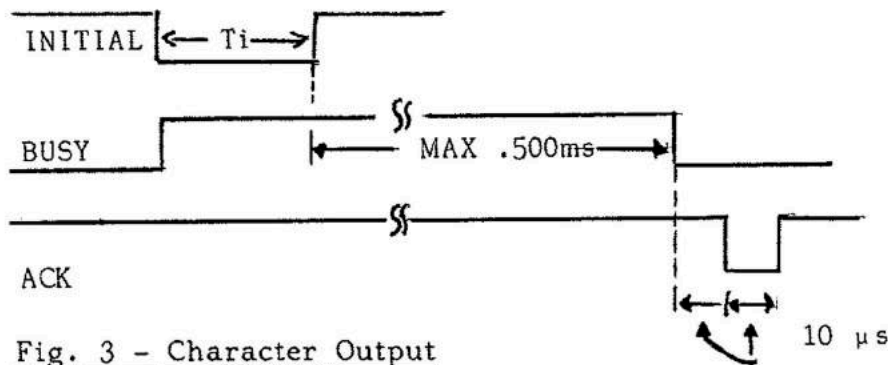 INITIAL Ti
BUSY MAX .500ms
ACK
10 μs
Fig. 3 - Character Output